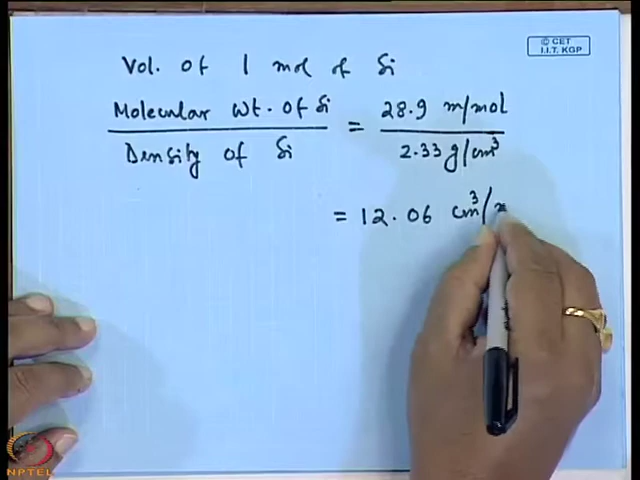 © CET
I.I.T. KGP
Vol. of 1 mol of Si
Molecular wt. of Si
Density of Si
= 28.9 m/mol
2.33 g/cm³
= 12.06 cm³/
NPTEL